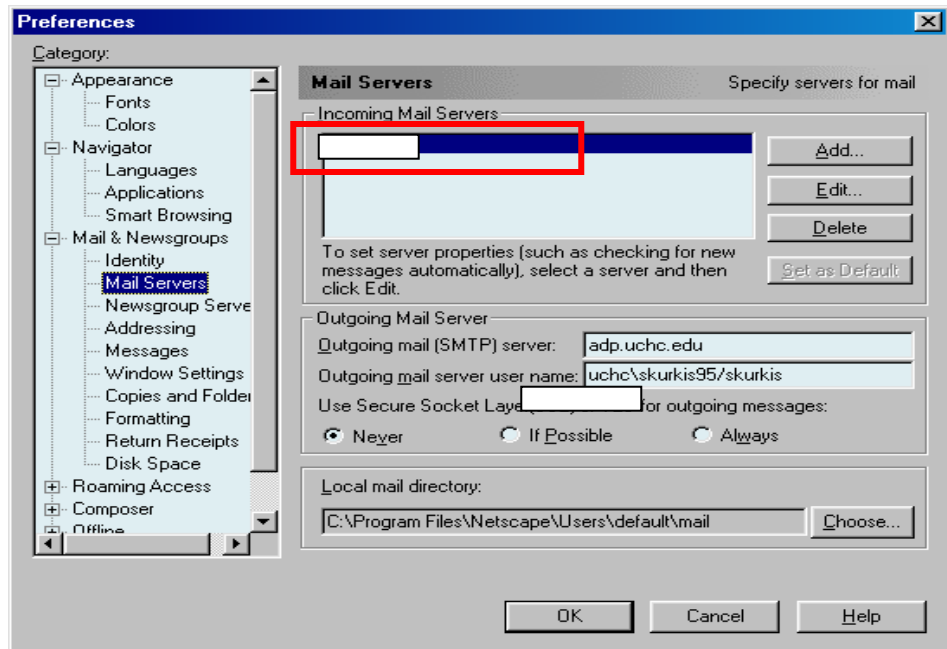 Preferences
Category:
Appearance
Fonts
Colors
Navigator
Languages
Applications
Smart Browsing
Mail & Newsgroups
Identity
Mail Servers
Newsgroup Serve
Addressing
Messages
Window Settings
Copies and Folder
Formatting
Return Receipts
Disk Space
Roaming Access
Composer
Offline
Mail Servers Specify servers for mail
Incoming Mail Servers
Add...
Edit...
Delete
Set as Default
To set server properties (such as checking for new
messages automatically), select a server and then
click Edit.
Outgoing Mail Server
Outgoing mail (SMTP) server: adp.uchc.edu
Outgoing mail server user name: uchc\skurkis95/skurkis
Use Secure Socket Laye for outgoing messages:
Never If Possible Always
Local mail directory:
C:\Program Files\Netscape\Users\default\mail Choose...
OK Cancel Help